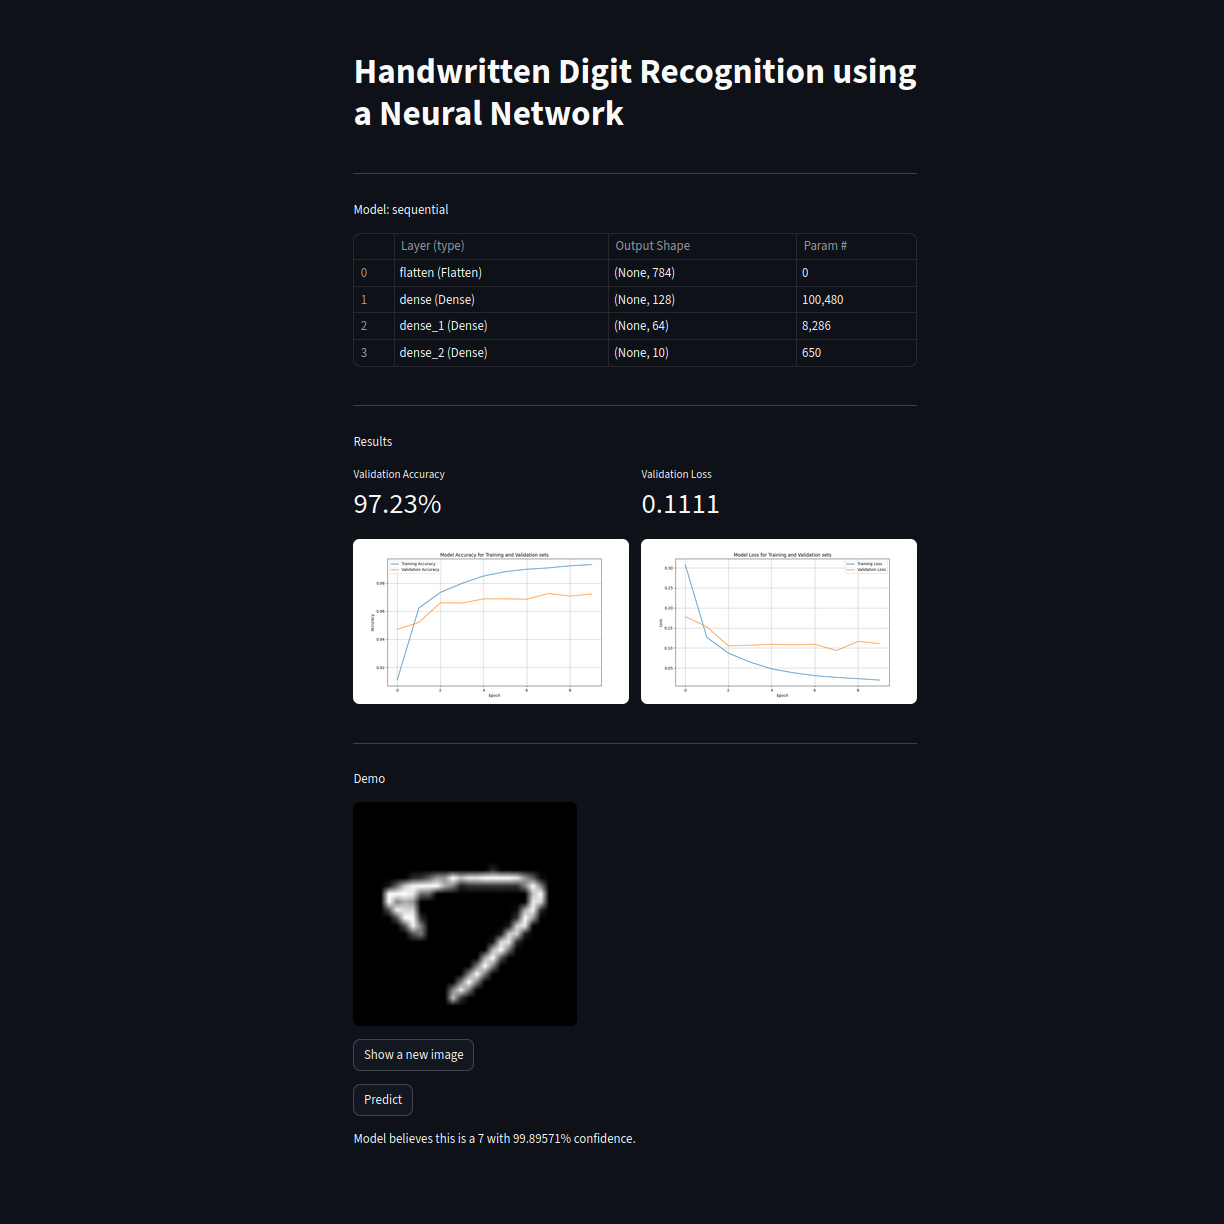 Handwritten Digit Recognition using
a Neural Network
Model: sequential
Layer (type) Output Shape Param #
0 flatten (Flatten) (None, 784) 0
1 dense (Dense) (None, 128) 100,480
2 dense_1 (Dense) (None, 64) 8,286
3 dense_2 (Dense) (None, 10) 650
Results
Validation Accuracy
97.23%
Validation Loss
0.1111
Model Accuracy for Training and Validation sets
Training Accuracy
Validation Accuracy
0.98
0.96
0.94
0.92
Accuracy
0 2 4 6 8
Epoch
Model Loss for Training and Validation sets
Training Loss
Validation Loss
0.30
0.25
0.20
0.15
0.10
0.05
Loss
0 2 4 6 8
Epoch
Demo
7
Show a new image
Predict
Model believes this is a 7 with 99.89571% confidence.